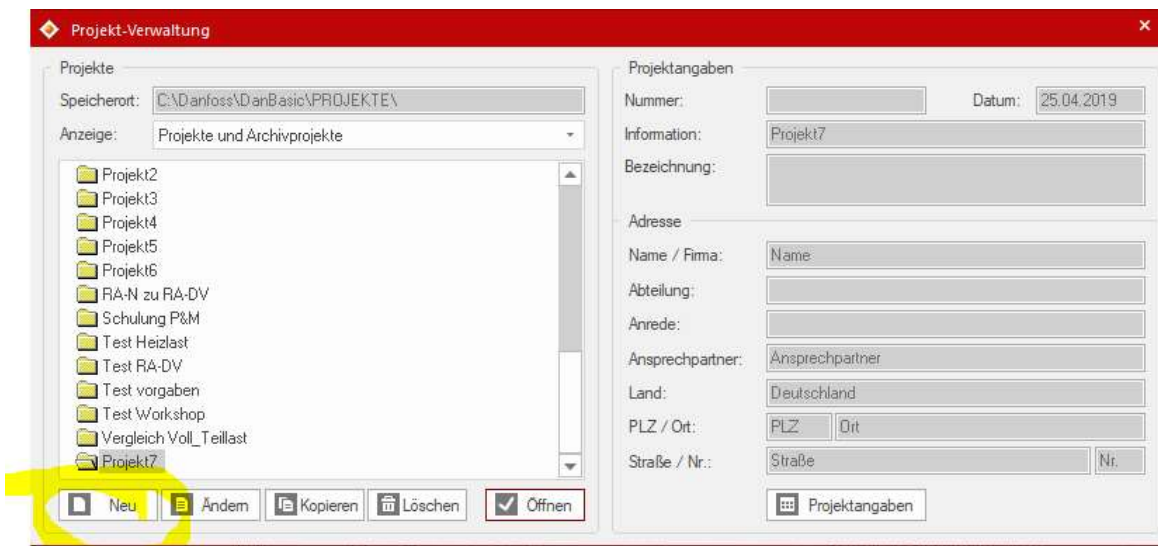 Projekt-Verwaltung
Projekte
Speicherort: C:\Danfoss\DanBasic\PROJEKTE\
Anzeige: Projekte und Archivprojekte
Projekt2
Projekt3
Projekt4
Projekt5
Projekt6
RA-N zu RA-DV
Schulung P&M
Test Heizlast
Test RA-DV
Test vorgaben
Test Workshop
Vergleich Voll_Teillast
Projekt7
Neu Ändern Kopieren Löschen Öffnen
Projektangaben
Nummer: Datum: 25.04.2019
Information: Projekt7
Bezeichnung:
Adresse
Name / Firma: Name
Abteilung:
Anrede:
Ansprechpartner: Ansprechpartner
Land: Deutschland
PLZ / Ort: PLZ Ort
Straße / Nr.: Straße Nr.
Projektangaben